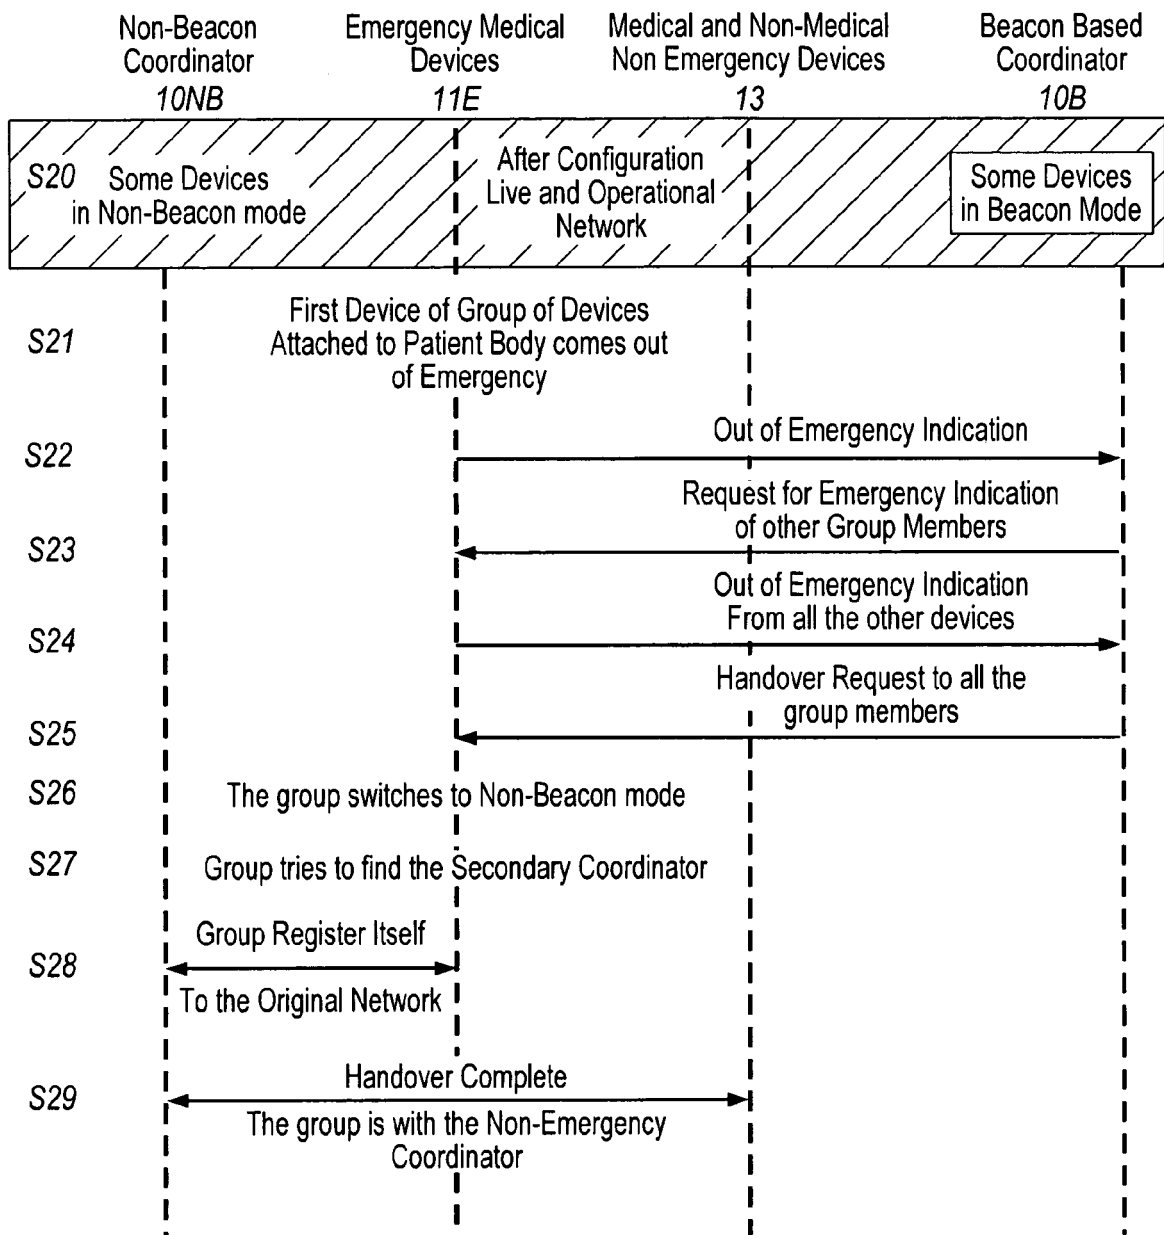 Non-Beacon
Coordinator
10NB
Emergency Medical
Devices
11E
Medical and Non-Medical
Non Emergency Devices
13
Beacon Based
Coordinator
10B
S20
Some Devices
in Non-Beacon mode
After Configuration
Live and Operational
Network
Some Devices
in Beacon Mode
S21
First Device of Group of Devices
Attached to Patient Body comes out
of Emergency
S22
Out of Emergency Indication
S23
Request for Emergency Indication
of other Group Members
S24
Out of Emergency Indication
From all the other devices
S25
Handover Request to all the
group members
S26
The group switches to Non-Beacon mode
S27
Group tries to find the Secondary Coordinator
S28
Group Register Itself
To the Original Network
S29
Handover Complete
The group is with the Non-Emergency
Coordinator